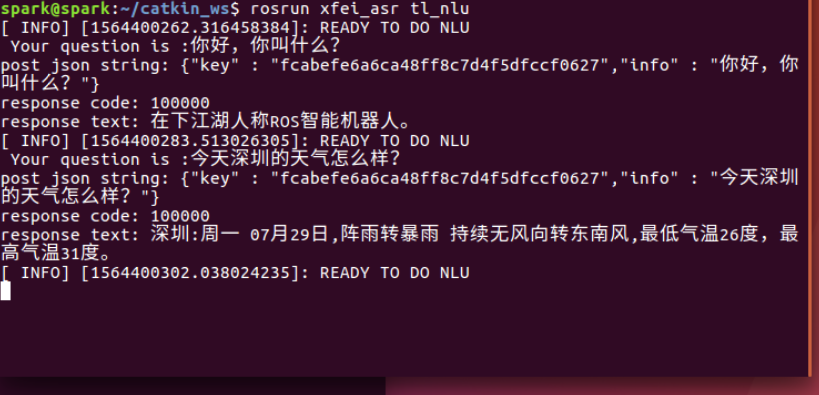 spark@spark:~/catkin_ws$ rosrun xfei_asr tl_nlu
[ INFO] [1564400262.316458384]: READY TO DO NLU
 Your question is :你好，你叫什么？
post json string: {"key" : "fcabefe6a6ca48ff8c7d4f5dfccf0627","info" : "你好，你
叫什么？"}
response code: 100000
response text: 在下江湖人称ROS智能机器人。
[ INFO] [1564400283.513026305]: READY TO DO NLU
 Your question is :今天深圳的天气怎么样？
post json string: {"key" : "fcabefe6a6ca48ff8c7d4f5dfccf0627","info" : "今天深圳
的天气怎么样？"}
response code: 100000
response text: 深圳:周一 07月29日,阵雨转暴雨 持续无风向转东南风,最低气温26度，最
高气温31度。
[ INFO] [1564400302.038024235]: READY TO DO NLU